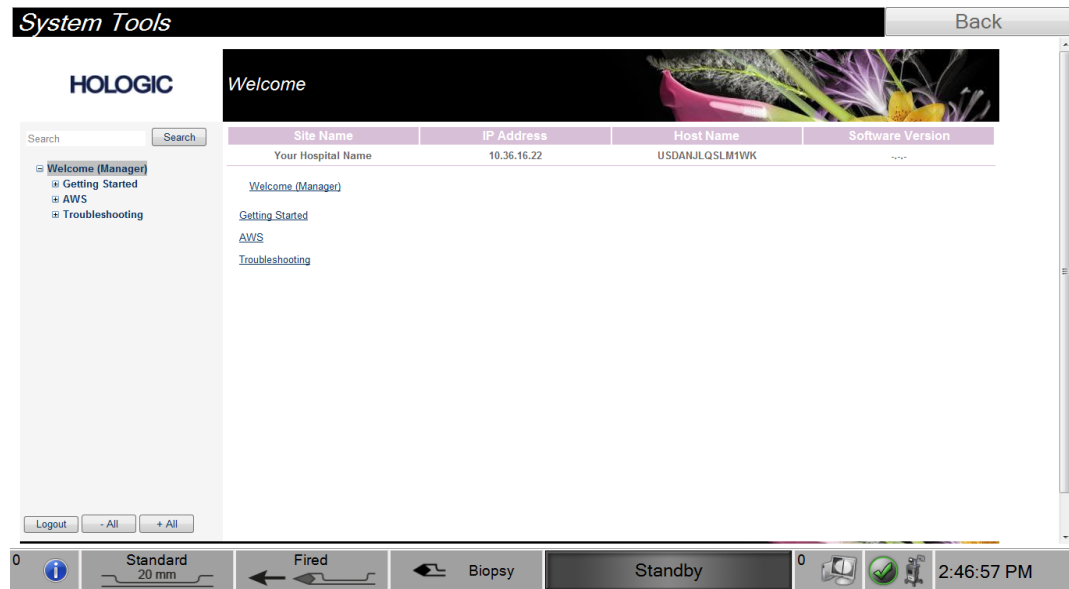 System Tools
Back
HOLOGIC
Welcome
Search Search
Site Name IP Address Host Name Software Version
Your Hospital Name 10.36.16.22 USDANJLQSLM1WK -.-.-
Welcome (Manager)
Getting Started
AWS
Troubleshooting
Welcome (Manager)
Getting Started
AWS
Troubleshooting
Logout - All + All
0 Standard Fired Biopsy Standby 0 2:46:57 PM
20 mm